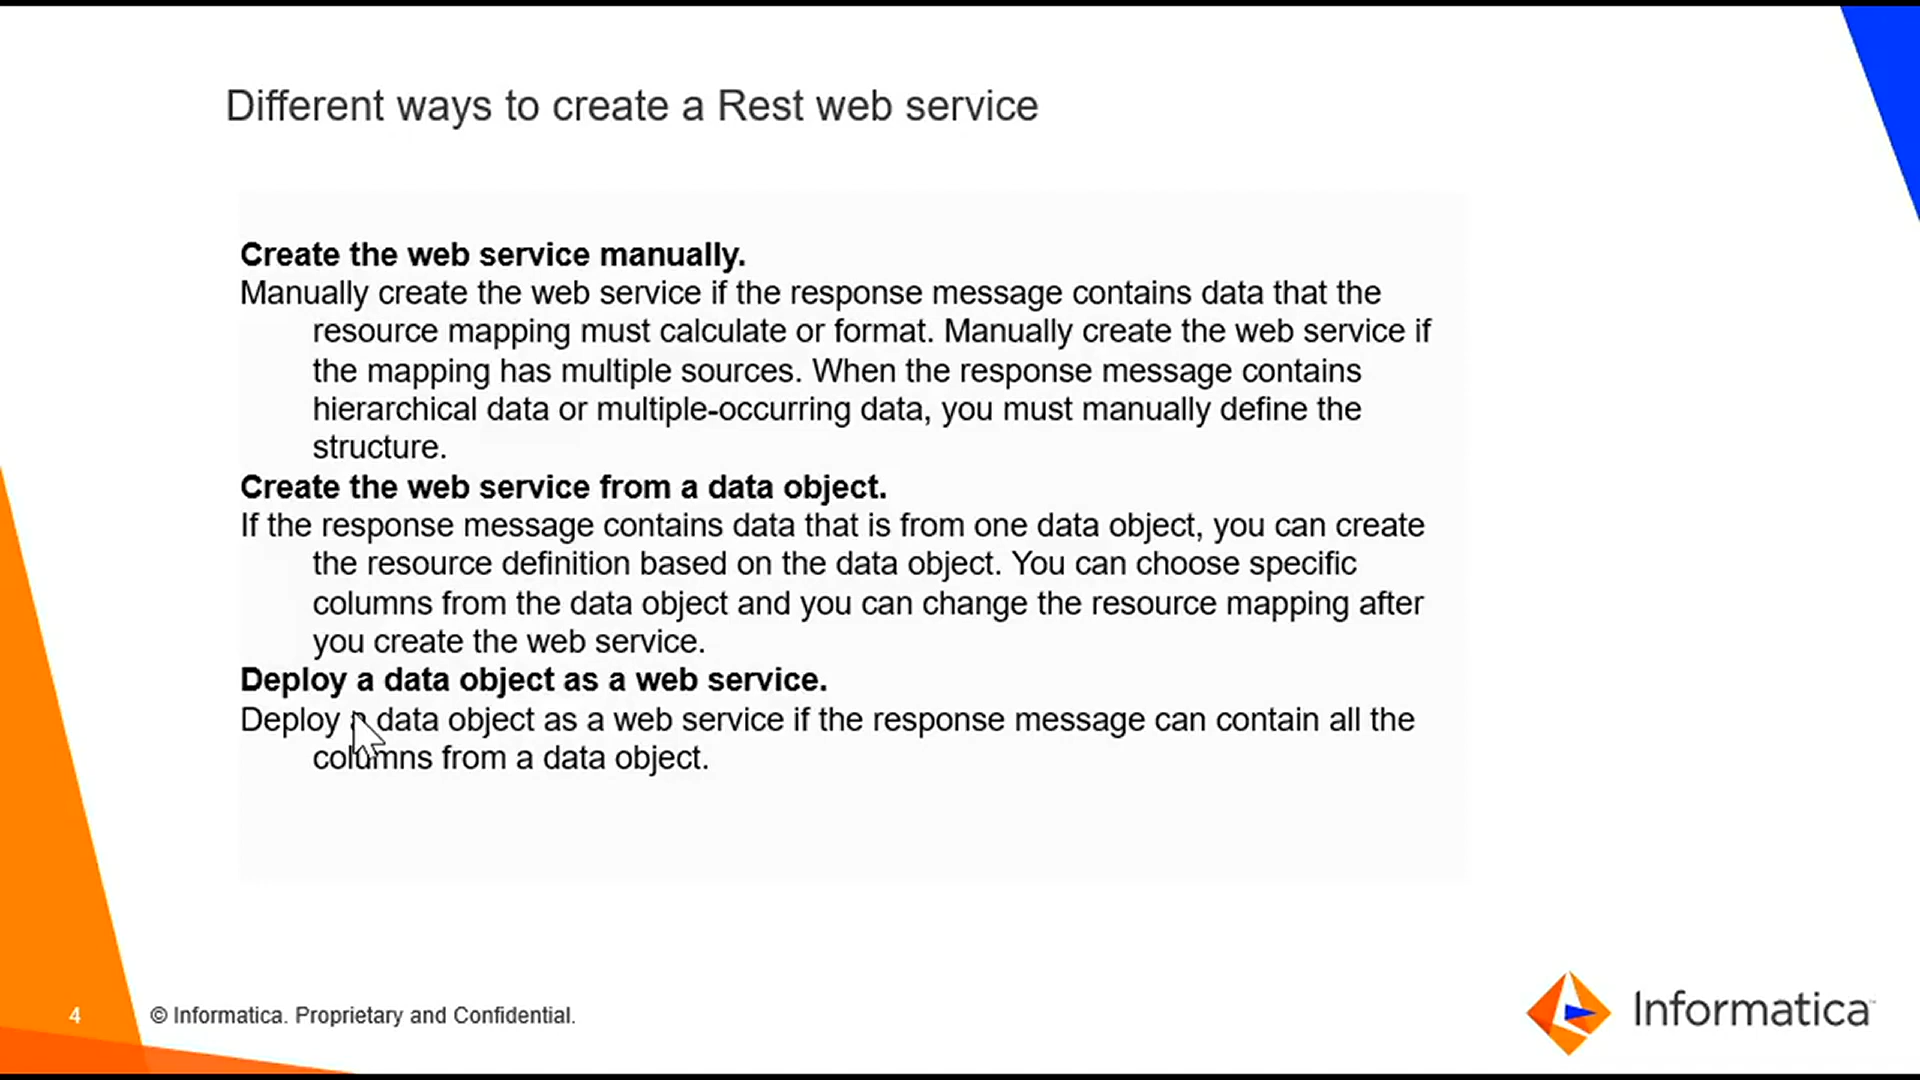 Different ways to create a Rest web service
Create the web service manually.
Manually create the web service if the response message contains data that the
resource mapping must calculate or format. Manually create the web service if
the mapping has multiple sources. When the response message contains
hierarchical data or multiple-occurring data, you must manually define the
structure.
Create the web service from a data object.
If the response message contains data that is from one data object, you can create
the resource definition based on the data object. You can choose specific
columns from the data object and you can change the resource mapping after
you create the web service.
Deploy a data object as a web service.
Deploy a data object as a web service if the response message can contain all the
columns from a data object.
4
© Informatica. Proprietary and Confidential.
Informatica